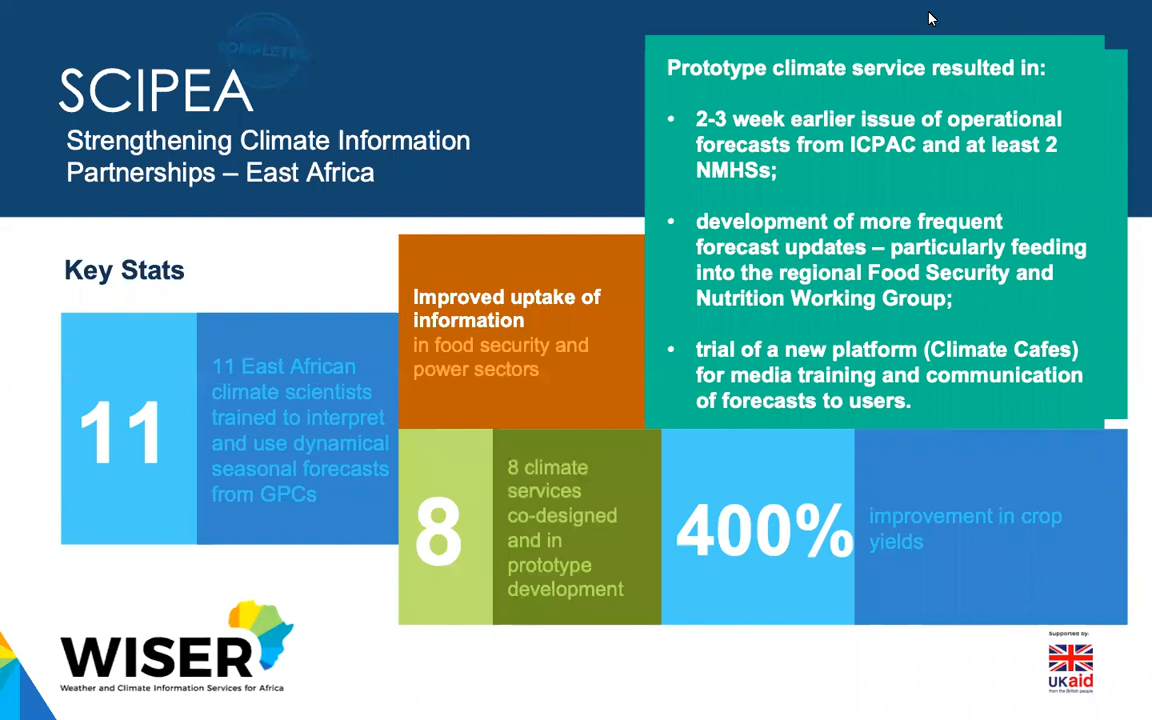 COMPLETE
SCIPEA
Strengthening Climate Information
Partnerships – East Africa
Key Stats
11
11 East African
climate scientists
trained to interpret
and use dynamical
seasonal forecasts
from GPCs
Improved uptake of
information
in food security and
power sectors
Prototype climate service resulted in:
• 2-3 week earlier issue of operational
forecasts from ICPAC and at least 2
NMHSs;
• development of more frequent
forecast updates – particularly feeding
into the regional Food Security and
Nutrition Working Group;
• trial of a new platform (Climate Cafes)
for media training and communication
of forecasts to users.
8
8 climate
services
co-designed
and in
prototype
development
400%
improvement in crop
yields
WISER
Weather and Climate Information Services for Africa
Supported by:
UKaid
from the British people